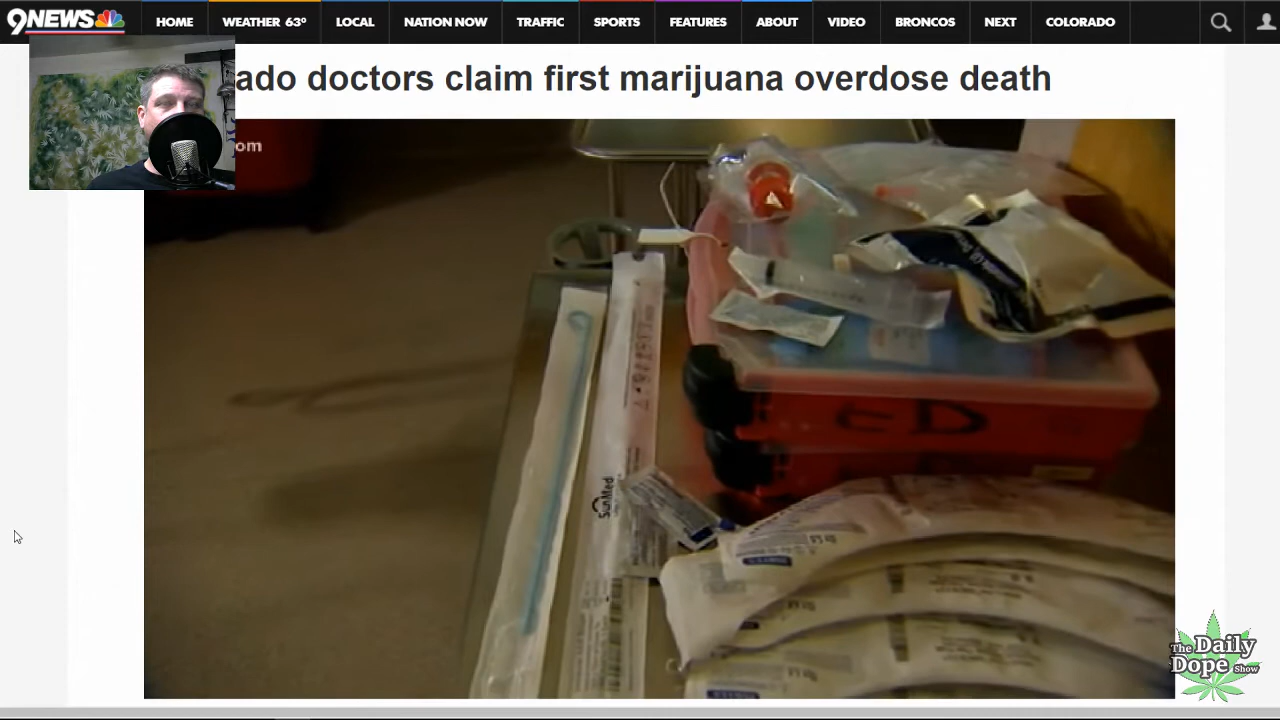 9NEWS HOME WEATHER 63° LOCAL NATION NOW TRAFFIC SPORTS FEATURES ABOUT VIDEO BRONCOS NEXT COLORADO
ado doctors claim first marijuana overdose death
om
ED
SunMed
The Daily
Dope Show